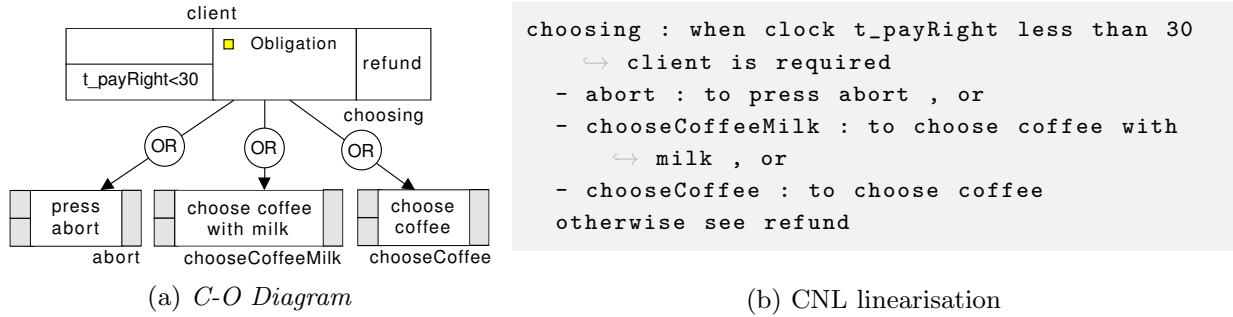 client
Obligation
refund
t_payRight<30
choosing
OR
OR
OR
press
abort
choose coffee
with milk
choose
coffee
abort
chooseCoffeeMilk
chooseCoffee
(a) C-O Diagram
choosing : when clock t_payRight less than 30
↪ client is required
- abort : to press abort , or
- chooseCoffeeMilk : to choose coffee with
↪ milk , or
- chooseCoffee : to choose coffee
otherwise see refund
(b) CNL linearisation